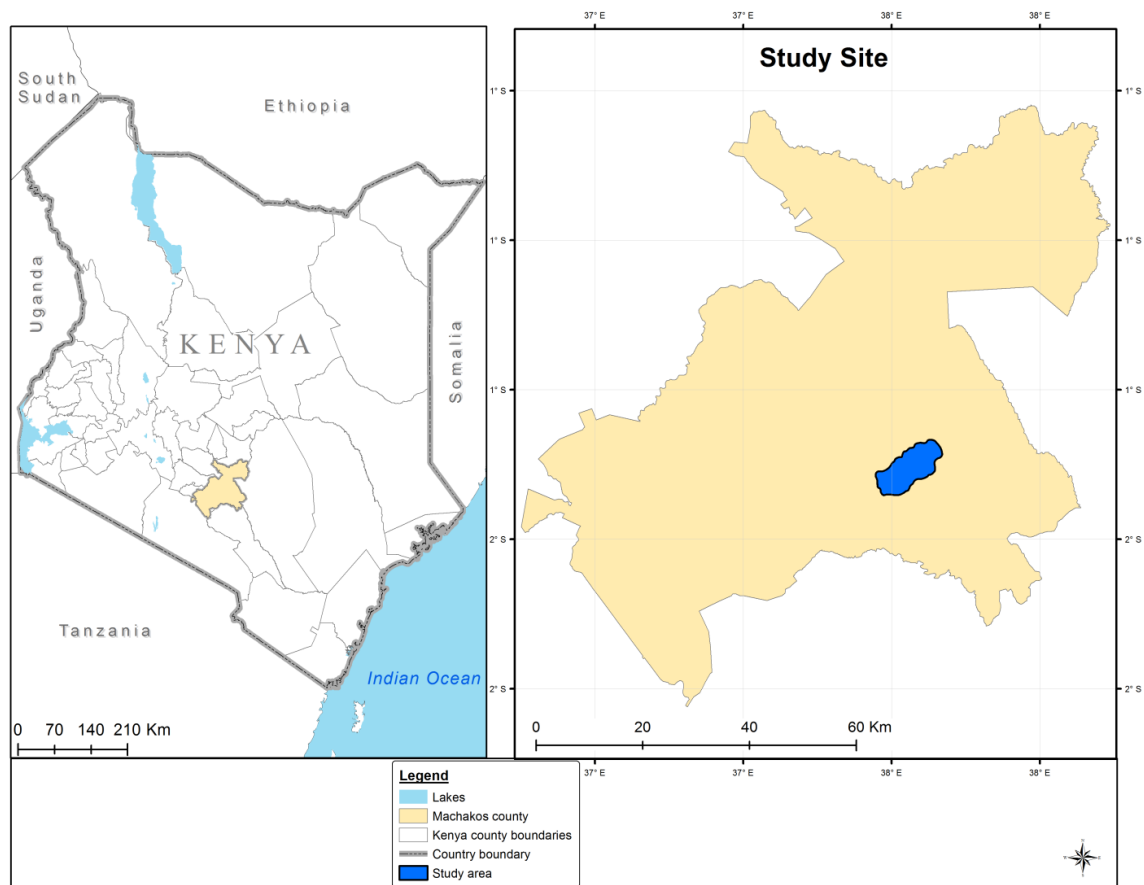 South
Sudan
Ethiopia
Uganda
KENYA
Somalia
Tanzania
Indian Ocean
0 70 140 210 Km
37° E 37° E 38° E 38° E
Study Site
1° S 1° S
1° S 1° S
1° S 1° S
2° S 2° S
2° S 2° S
0 20 40 60 Km
37° E 37° E 38° E 38° E
Legend
Lakes
Machakos county
Kenya county boundaries
Country boundary
Study area